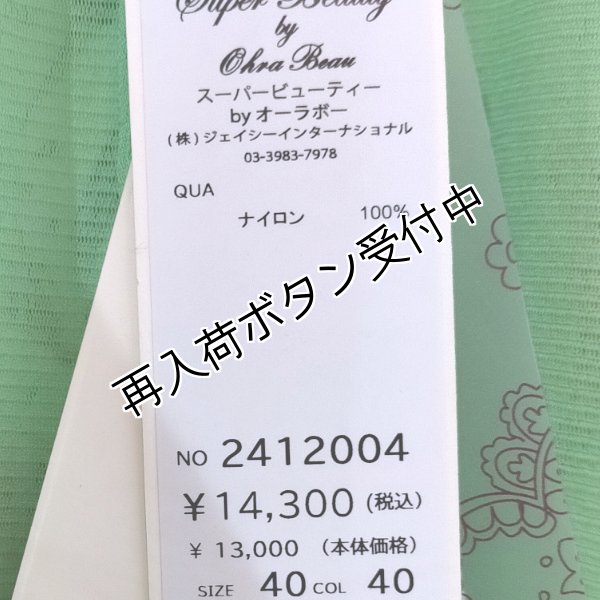 Super Beauty
by
Ohra Beau
スーパービューティー
by オーラボー
(株)ジェイシーインターナショナル
03-3983-7978
QUA
ナイロン 100%
再入荷ボタン受付中
NO 2412004
¥14,300(税込)
¥ 13,000 (本体価格)
SIZE 40 COL 40